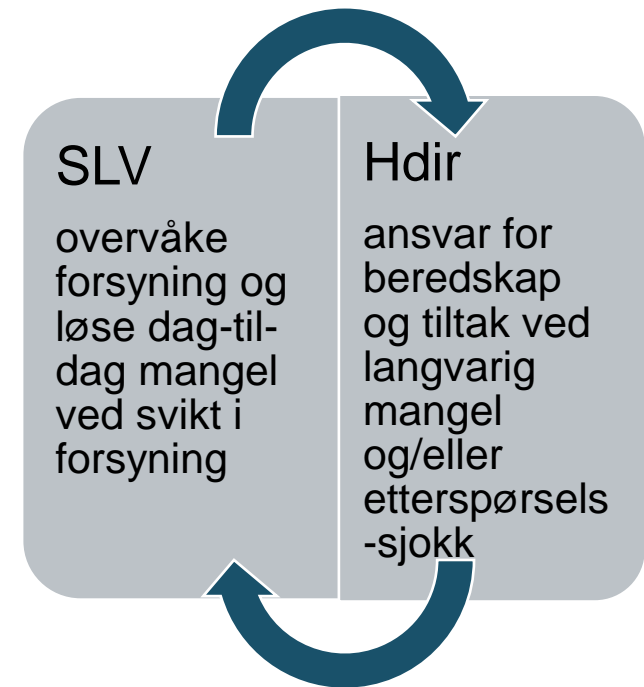 SLV
overvåke
forsyning og
løse dag-til-
dag mangel
ved svikt i
forsyning
Hdir
ansvar for
beredskap
og tiltak ved
langvarig
mangel
og/eller
etterspørsels
-sjokk